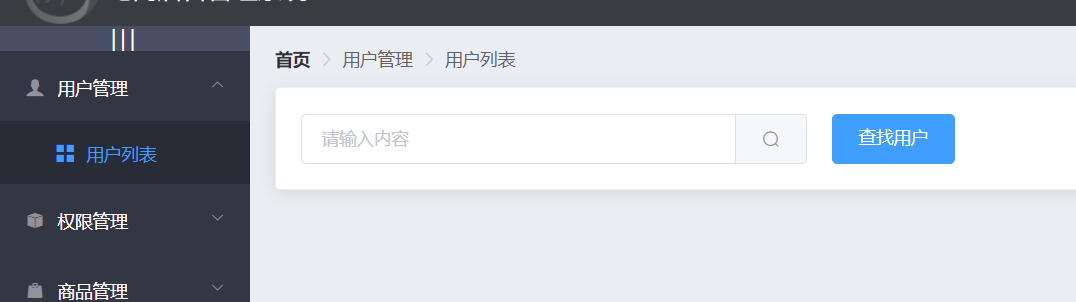 |||
首页 > 用户管理 > 用户列表
用户管理
用户列表
权限管理
商品管理
请输入内容
查找用户